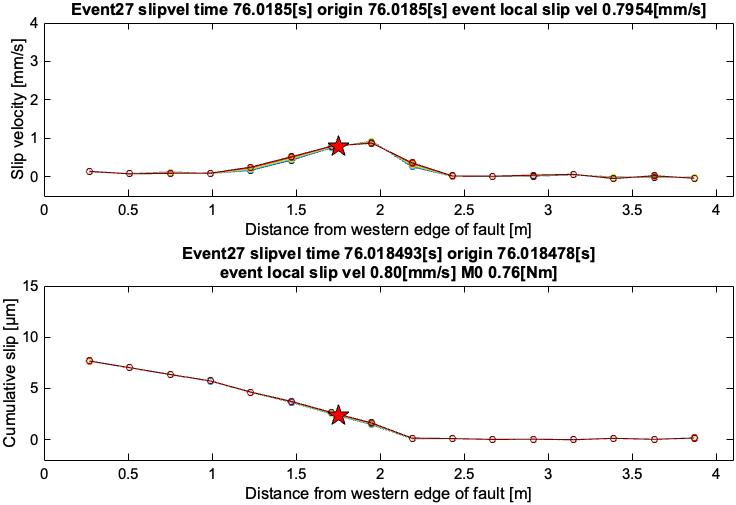 Event27 slipvel time 76.0185[s] origin 76.0185[s] event local slip vel 0.7954[mm/s]
4
3
2
1
0
Slip velocity [mm/s]
0 0.5 1 1.5 2 2.5 3 3.5 4
Distance from western edge of fault [m]
Event27 slipvel time 76.018493[s] origin 76.018478[s]
event local slip vel 0.80[mm/s] M0 0.76[Nm]
15
10
5
0
Cumulative slip [μm]
0 0.5 1 1.5 2 2.5 3 3.5 4
Distance from western edge of fault [m]